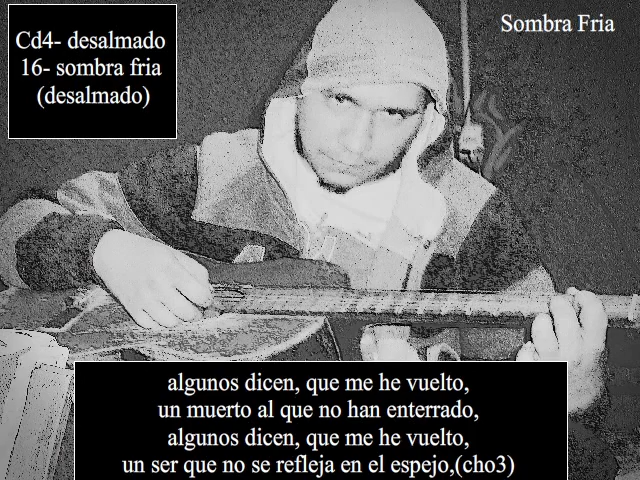 Cd4- desalmado
16- sombra fria
(desalmado)
Sombra Fria
algunos dicen, que me he vuelto,
un muerto al que no han enterrado,
algunos dicen, que me he vuelto,
un ser que no se refleja en el espejo,(cho3)